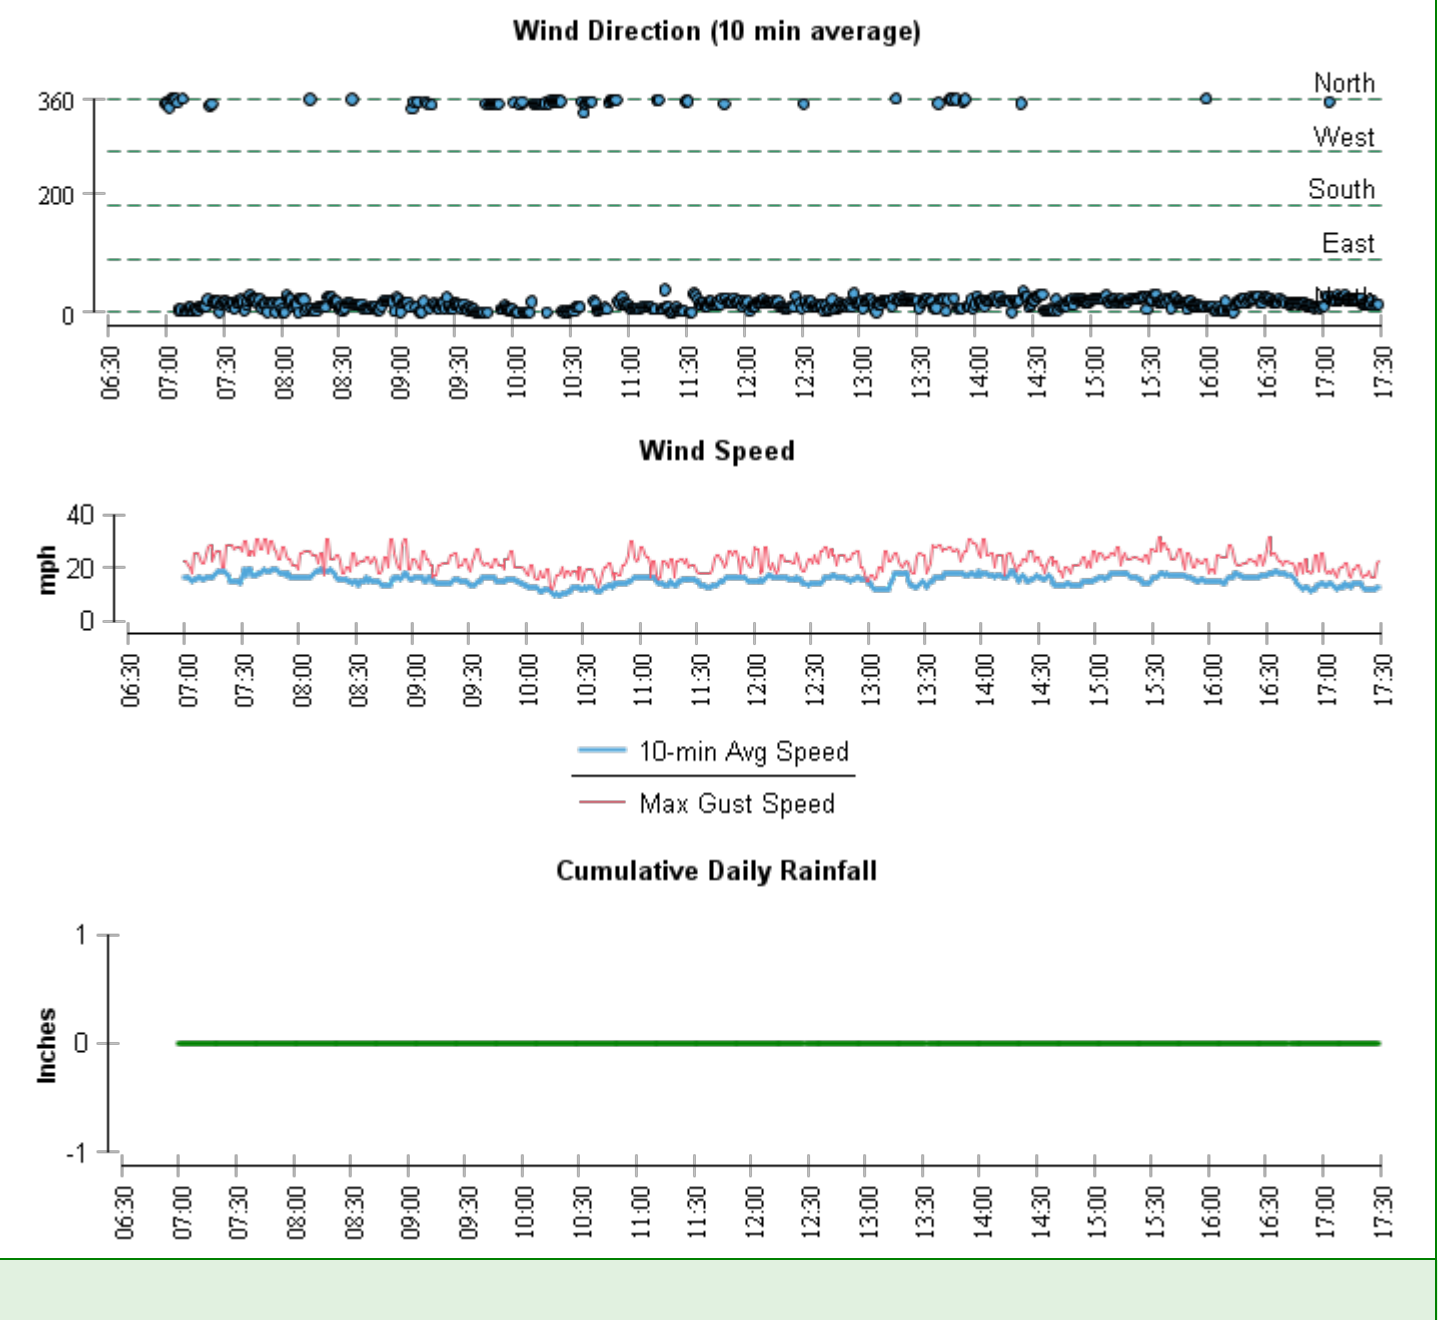 Wind Direction (10 min average)
360
North
West
200
South
East
0
06:30 07:00 07:30 08:00 08:30 09:00 09:30 10:00 10:30 11:00 11:30 12:00 12:30 13:00 13:30 14:00 14:30 15:00 15:30 16:00 16:30 17:00 17:30
Wind Speed
40
20
0
mph
06:30 07:00 07:30 08:00 08:30 09:00 09:30 10:00 10:30 11:00 11:30 12:00 12:30 13:00 13:30 14:00 14:30 15:00 15:30 16:00 16:30 17:00 17:30
10-min Avg Speed
Max Gust Speed
Cumulative Daily Rainfall
1
0
-1
Inches
06:30 07:00 07:30 08:00 08:30 09:00 09:30 10:00 10:30 11:00 11:30 12:00 12:30 13:00 13:30 14:00 14:30 15:00 15:30 16:00 16:30 17:00 17:30